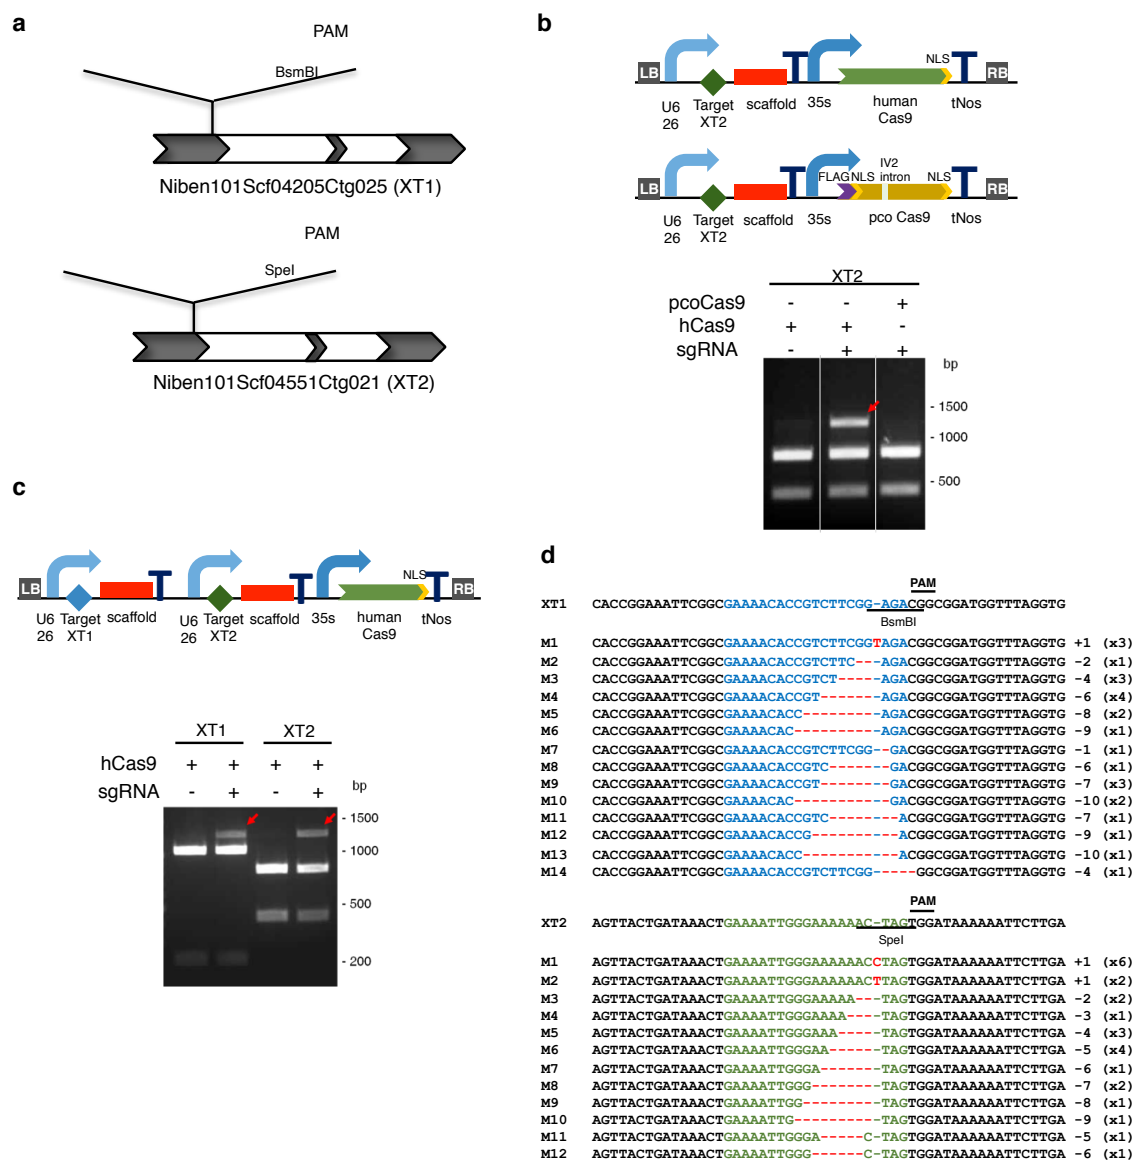 a
PAM
BsmBI
Niben101Scf04205Ctg025 (XT1)
PAM
SpeI
Niben101Scf04551Ctg021 (XT2)
b
LB U6 26 Target XT2 scaffold 35s human Cas9 NLS tNos RB
LB U6 26 Target XT2 scaffold 35s FLAG NLS IV2 intron pco Cas9 NLS tNos RB
XT2
pcoCas9 - - +
hCas9 + + -
sgRNA - + +
bp
- 1500
- 1000
- 500
c
LB U6 26 Target XT1 scaffold U6 26 Target XT2 scaffold 35s human Cas9 NLS tNos RB
XT1 XT2
hCas9 + + + +
sgRNA - + - +
bp
- 1500
- 1000
- 500
- 200
d
PAM
XT1 CACCGGAAATTCGGCGAAAACACCGTCTTCGG-AGACGGCGGATGGTTTAGGTG
BsmBI
M1 CACCGGAAATTCGGCGAAAACACCGTCTTCGGTAGACGGCGGATGGTTTAGGTG +1 (x3)
M2 CACCGGAAATTCGGCGAAAACACCGTCTTC---AGACGGCGGATGGTTTAGGTG -2 (x1)
M3 CACCGGAAATTCGGCGAAAACACCGTCT-----AGACGGCGGATGGTTTAGGTG -4 (x3)
M4 CACCGGAAATTCGGCGAAAACACCGT-------AGACGGCGGATGGTTTAGGTG -6 (x4)
M5 CACCGGAAATTCGGCGAAAACACC---------AGACGGCGGATGGTTTAGGTG -8 (x2)
M6 CACCGGAAATTCGGCGAAAACAC----------AGACGGCGGATGGTTTAGGTG -9 (x1)
M7 CACCGGAAATTCGGCGAAAACACCGTCTTCGG--GACGGCGGATGGTTTAGGTG -1 (x1)
M8 CACCGGAAATTCGGCGAAAACACCGTC-------GACGGCGGATGGTTTAGGTG -6 (x1)
M9 CACCGGAAATTCGGCGAAAACACCGT--------GACGGCGGATGGTTTAGGTG -7 (x3)
M10 CACCGGAAATTCGGCGAAAACAC-----------GACGGCGGATGGTTTAGGTG -10 (x2)
M11 CACCGGAAATTCGGCGAAAACACCGTC--------ACGGCGGATGGTTTAGGTG -7 (x1)
M12 CACCGGAAATTCGGCGAAAACACCG----------ACGGCGGATGGTTTAGGTG -9 (x1)
M13 CACCGGAAATTCGGCGAAAACACC-----------ACGGCGGATGGTTTAGGTG -10 (x1)
M14 CACCGGAAATTCGGCGAAAACACCGTCTTCGG-----GGCGGATGGTTTAGGTG -4 (x1)
PAM
XT2 AGTTACTGATAAACTGAAAATTGGGAAAAAAAC-TAGTGGATAAAAAATTCTTGA
SpeI
M1 AGTTACTGATAAACTGAAAATTGGGAAAAAAACCTAGTGGATAAAAAATTCTTGA +1 (x6)
M2 AGTTACTGATAAACTGAAAATTGGGAAAAAAACTTAGTGGATAAAAAATTCTTGA +1 (x2)
M3 AGTTACTGATAAACTGAAAATTGGGAAAAAA---TAGTGGATAAAAAATTCTTGA -2 (x2)
M4 AGTTACTGATAAACTGAAAATTGGGAAAA-----TAGTGGATAAAAAATTCTTGA -3 (x1)
M5 AGTTACTGATAAACTGAAAATTGGGAAA-----TAGTGGATAAAAAATTCTTGA -4 (x3)
M6 AGTTACTGATAAACTGAAAATTGGGAA------TAGTGGATAAAAAATTCTTGA -5 (x4)
M7 AGTTACTGATAAACTGAAAATTGGGA-------TAGTGGATAAAAAATTCTTGA -6 (x1)
M8 AGTTACTGATAAACTGAAAATTGGG--------TAGTGGATAAAAAATTCTTGA -7 (x2)
M9 AGTTACTGATAAACTGAAAATTGG---------TAGTGGATAAAAAATTCTTGA -8 (x1)
M10 AGTTACTGATAAACTGAAAATTG----------TAGTGGATAAAAAATTCTTGA -9 (x1)
M11 AGTTACTGATAAACTGAAAATTGGGA-----C-TAGTGGATAAAAAATTCTTGA -5 (x1)
M12 AGTTACTGATAAACTGAAAATTGGG------C-TAGTGGATAAAAAATTCTTGA -6 (x1)